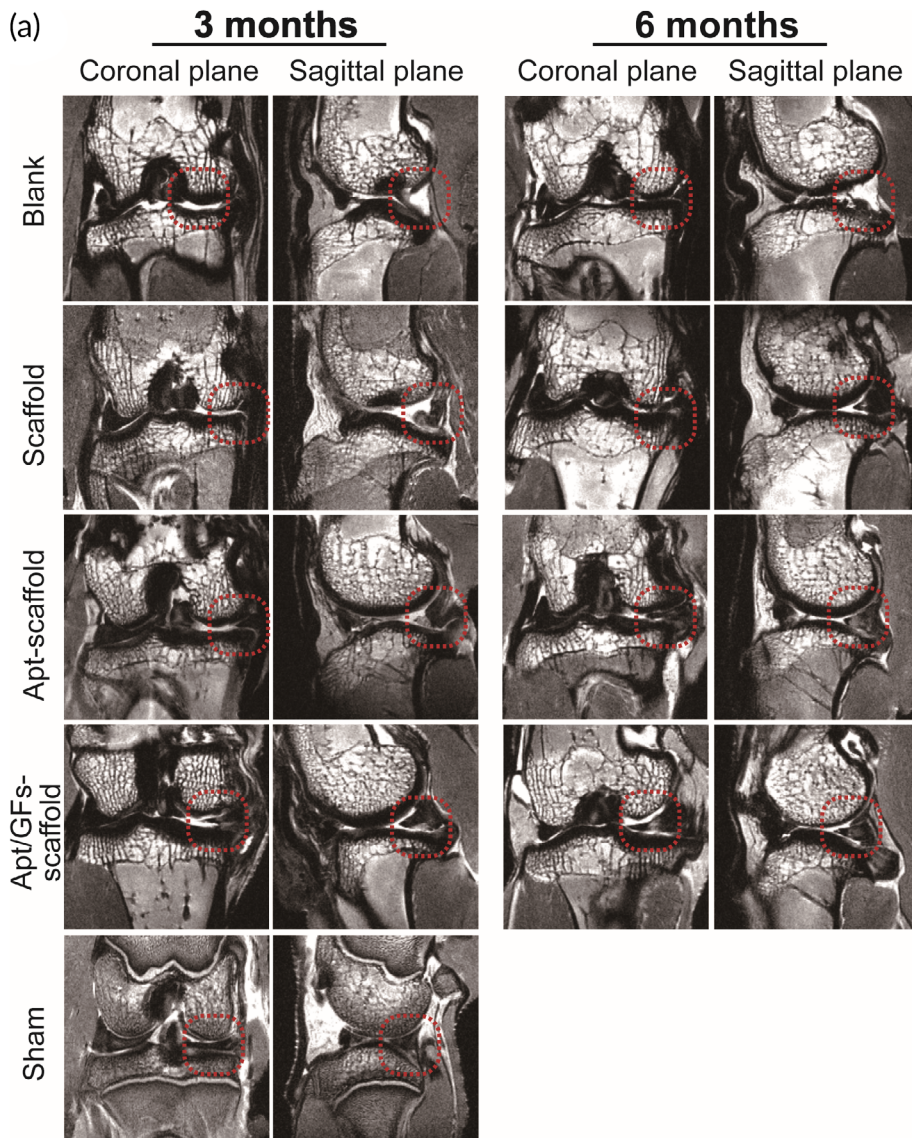 (a)
3 months
6 months
Coronal plane
Sagittal plane
Coronal plane
Sagittal plane
Blank
Scaffold
Apt-scaffold
Apt/GFs-
scaffold
Sham